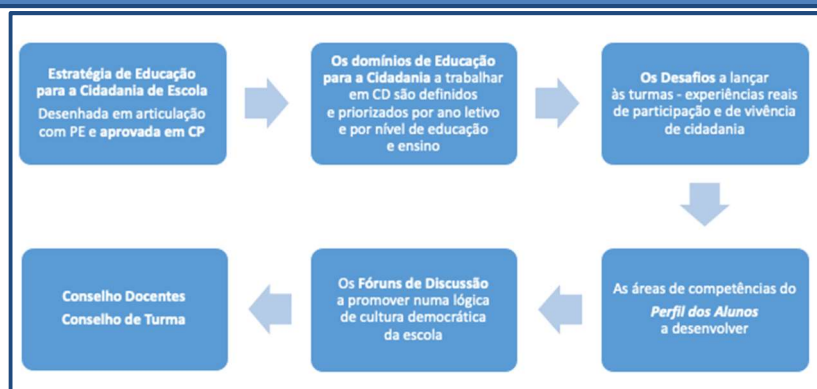 Estratégia de Educação
para a Cidadania de Escola
Desenhada em articulação
com PE e aprovada em CP
Os domínios de Educação
para a Cidadania a trabalhar
em CD são definidos
e priorizados por ano letivo
e por nível de educação
e ensino
Os Desafios a lançar
às turmas - experiências reais
de participação e de vivência
de cidadania
As áreas de competências do
Perfil dos Alunos
a desenvolver
Os Fóruns de Discussão
a promover numa lógica
de cultura democrática
da escola
Conselho Docentes
Conselho de Turma